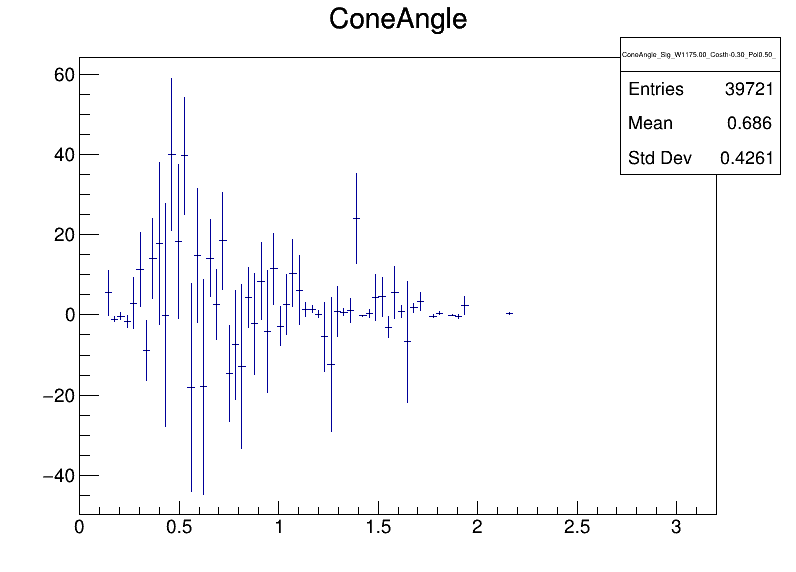 ConeAngle
ConeAngle_Sig_W1175.00_Costh-0.30_Pol0.50_
Entries 39721
Mean 0.686
Std Dev 0.4261
60
40
20
0
−20
−40
0 0.5 1 1.5 2 2.5 3